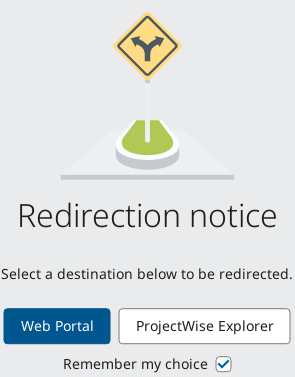 Redirection notice
Select a destination below to be redirected.
Web Portal
ProjectWise Explorer
Remember my choice